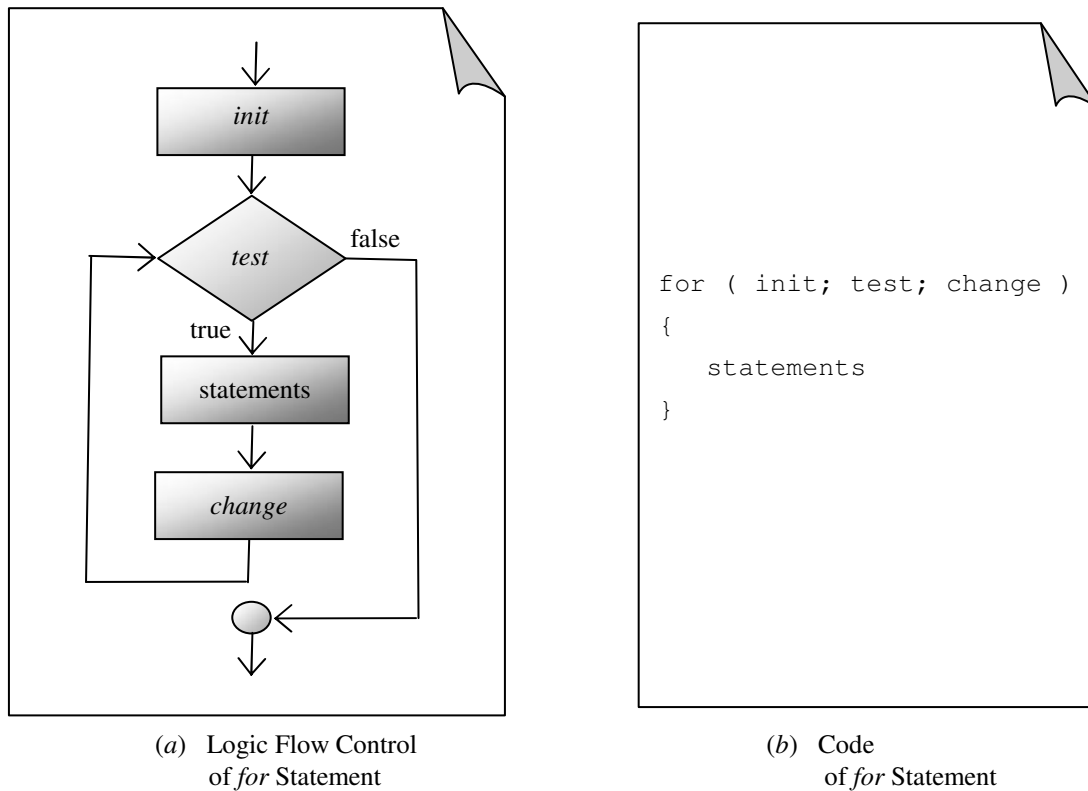 init
test
false
true
statements
change
(a) Logic Flow Control
of for Statement
for ( init; test; change )
{
statements
}
(b) Code
of for Statement